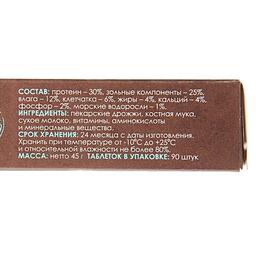 СОСТАВ: протеин – 30%, зольные компоненты – 25%,
влага – 12%, клетчатка – 6%, жиры – 4%, кальций – 4%,
фосфор – 2%, морские водоросли – 1%.
ИНГРЕДИЕНТЫ: пекарские дрожжи, костная мука,
сухое молоко, витамины, аминокислоты
и минеральные вещества.
СРОК ХРАНЕНИЯ: 24 месяца с даты изготовления.
Хранить при температуре от -10°С до +25°С
и относительной влажности не более 80%.
МАССА: нетто 45 г ТАБЛЕТОК В УПАКОВКЕ: 90 штук